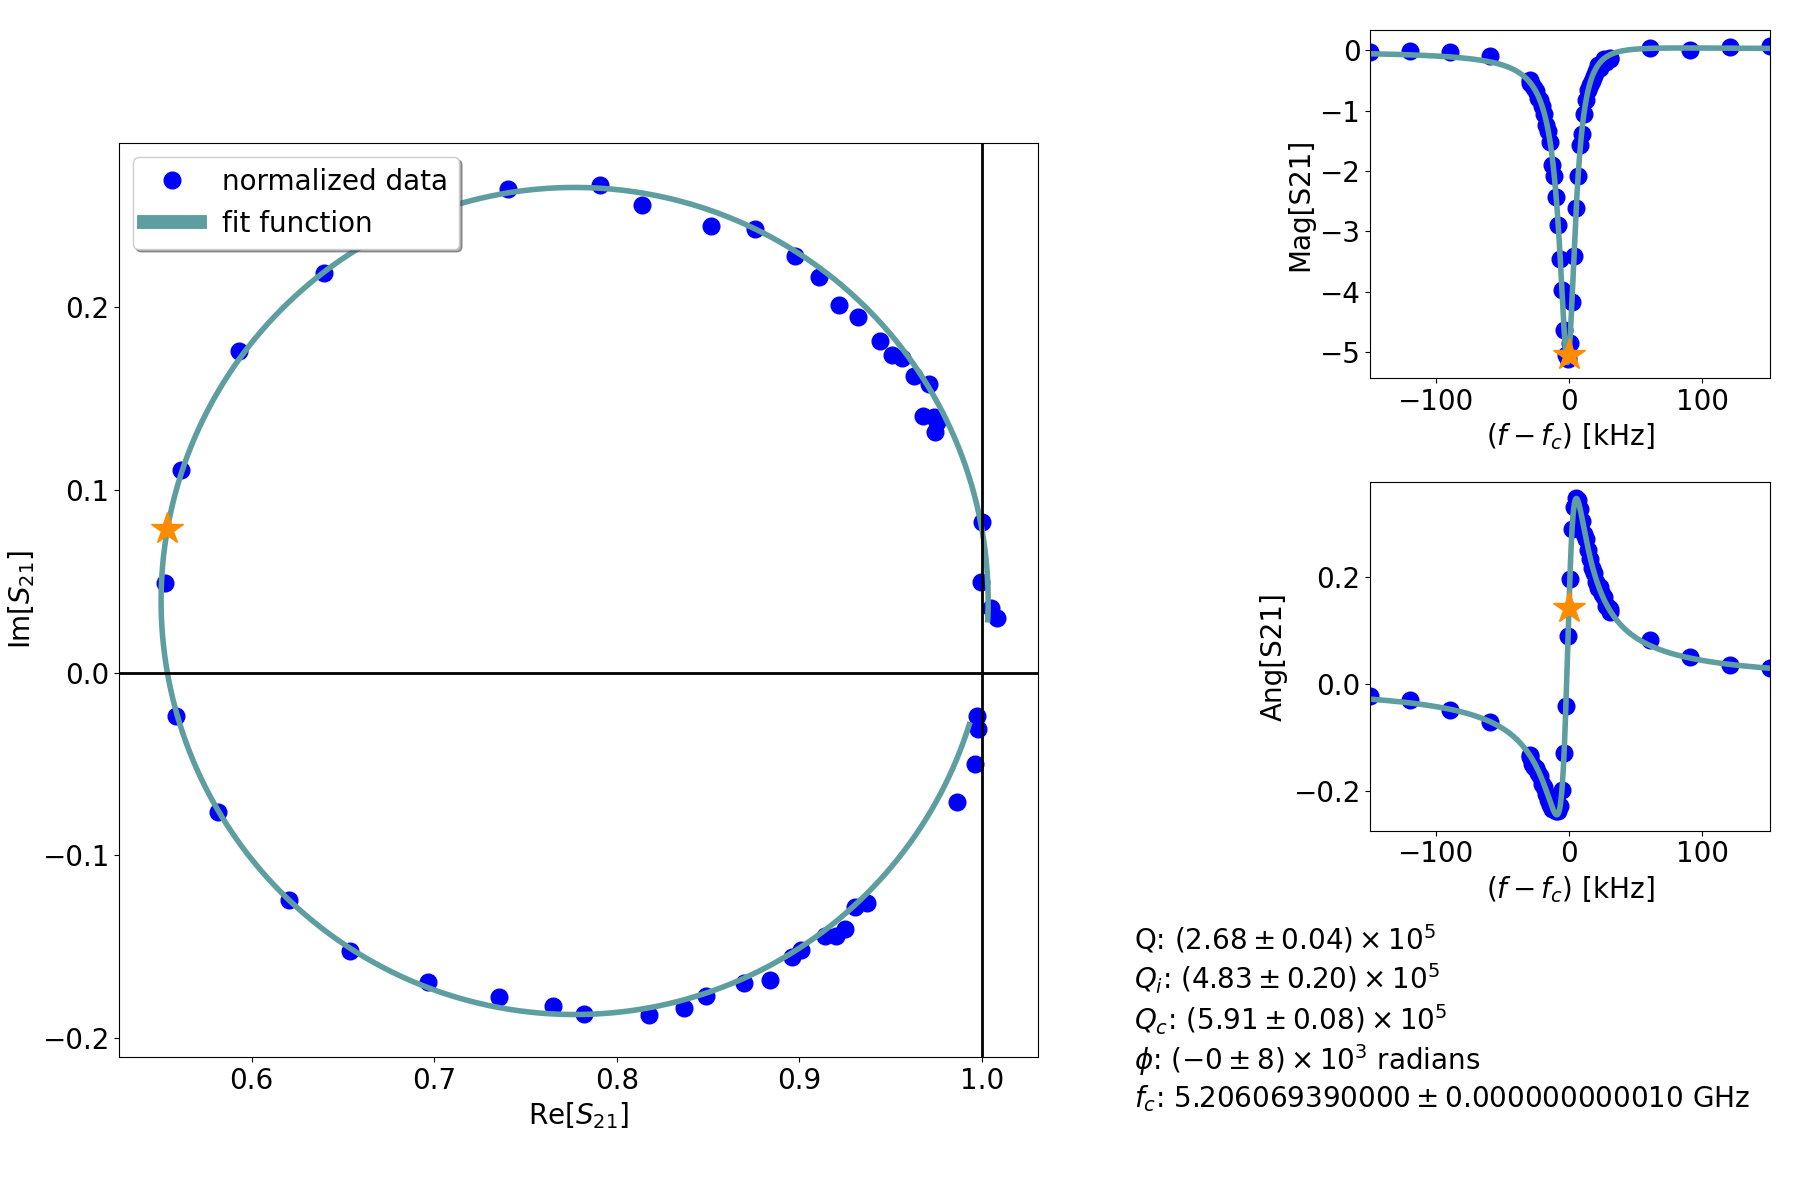 normalized data
fit function
0.2
0.1
0.0
−0.1
−0.2
Im[S21]
0.6 0.7 0.8 0.9 1.0
Re[S21]
0
−1
−2
−3
−4
−5
Mag[S21]
−100 0 100
(f − fc) [kHz]
0.2
0.0
−0.2
Ang[S21]
−100 0 100
(f − fc) [kHz]
Q: (2.68 ± 0.04) × 10^5
Qi: (4.83 ± 0.20) × 10^5
Qc: (5.91 ± 0.08) × 10^5
ϕ: (−0 ± 8) × 10^3 radians
fc: 5.206069390000 ± 0.000000000010 GHz